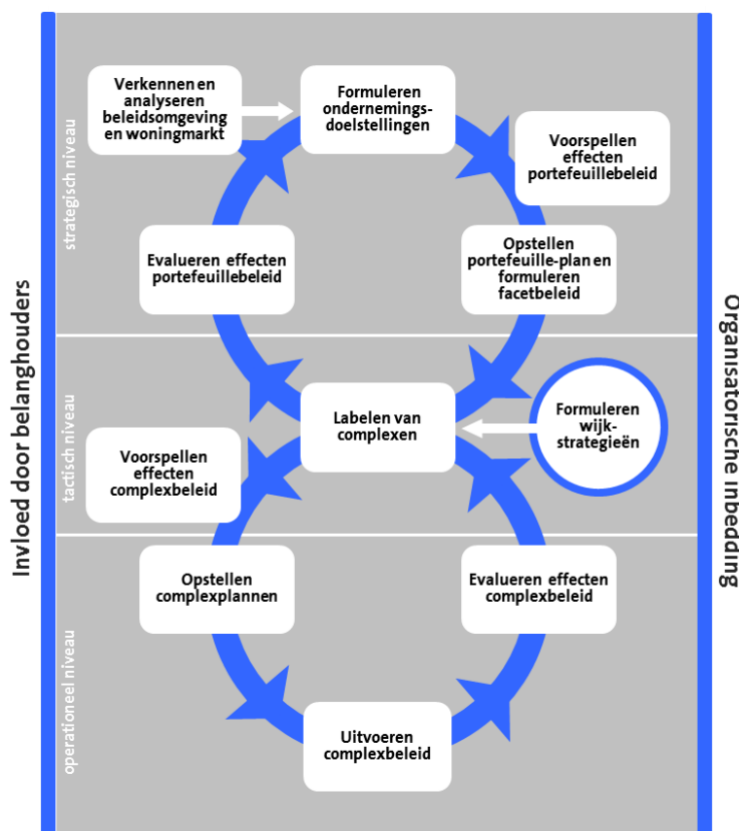 Invloed door belanghouders
Organisatorische inbedding
strategisch niveau
Verkennen en
analyseren
beleidsomgeving
en woningmarkt
Formuleren
ondernemings-
doelstellingen
Voorspellen
effecten
portefeuillebeleid
Evalueren effecten
portefeuillebeleid
Opstellen
portefeuille-plan en
formuleren
facetbeleid
tactisch niveau
Labelen van
complexen
Formuleren
wijk-
strategieën
Voorspellen
effecten
complexbeleid
operationeel niveau
Opstellen
complexplannen
Evalueren effecten
complexbeleid
Uitvoeren
complexbeleid